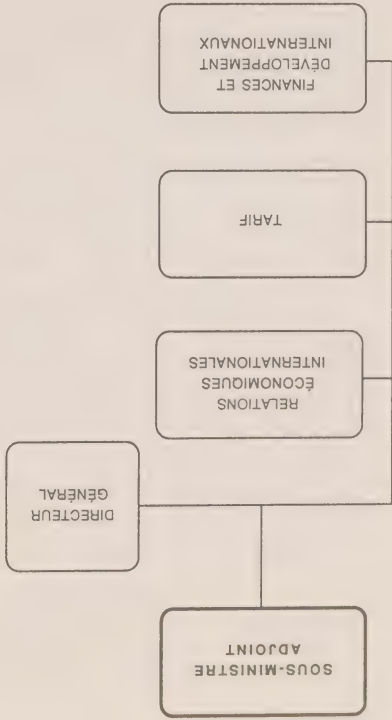 SOUS-MINISTRE
ADJOINT
DIRECTEUR
GÉNÉRAL
RELATIONS
ÉCONOMIQUES
INTERNATIONALES
TARIF
FINANCES ET
DÉVELOPPEMENT
INTERNATIONAUX